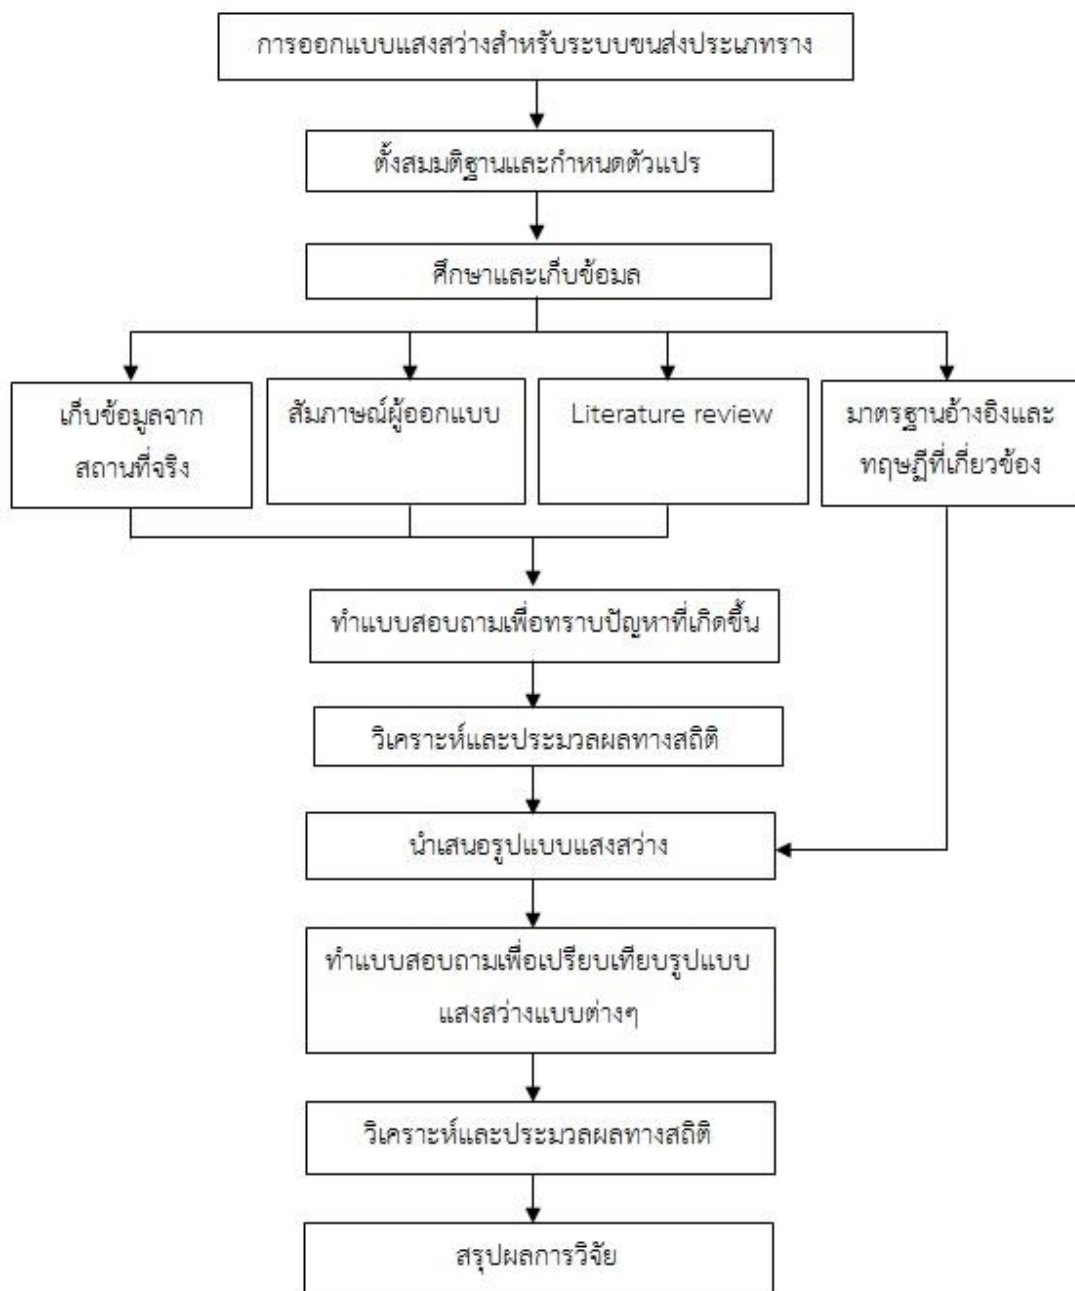 การออกแบบแสงสว่างสำหรับระบบขนส่งประเภทราง
ตั้งสมมติฐานและกำหนดตัวแปร
ศึกษาและเก็บข้อมล
เก็บข้อมูลจาก
สถานที่จริง
สัมภาษณ์ผู้ออกแบบ
Literature review
มาตรฐานอ้างอิงและ
ทฤษฏีที่เกี่ยวข้อง
ทำแบบสอบถามเพื่อทราบปัญหาที่เกิดขึ้น
วิเคราะห์และประมวลผลทางสถิติ
นำเสนอรูปแบบแสงสว่าง
ทำแบบสอบถามเพื่อเปรียบเทียบรูปแบบ
แสงสว่างแบบต่างๆ
วิเคราะห์และประมวลผลทางสถิติ
สรุปผลการวิจัย